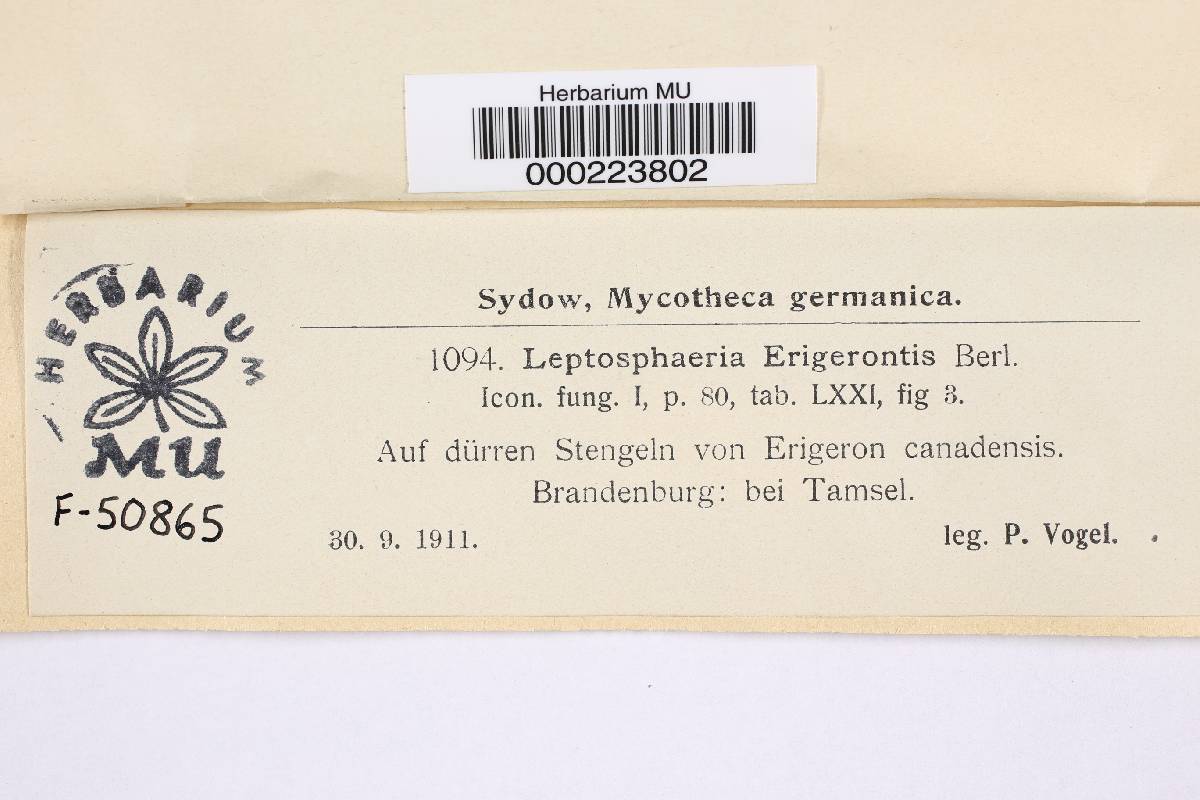 Herbarium MU
000223802
HERBARIUM
MU
F-50865
Sydow, Mycotheca germanica.
1094. Leptosphaeria Erigerontis Berl.
Icon. fung. I, p. 80, tab. LXXI, fig 3.
Auf dürren Stengeln von Erigeron canadensis.
Brandenburg: bei Tamsel.
30. 9. 1911. leg. P. Vogel.